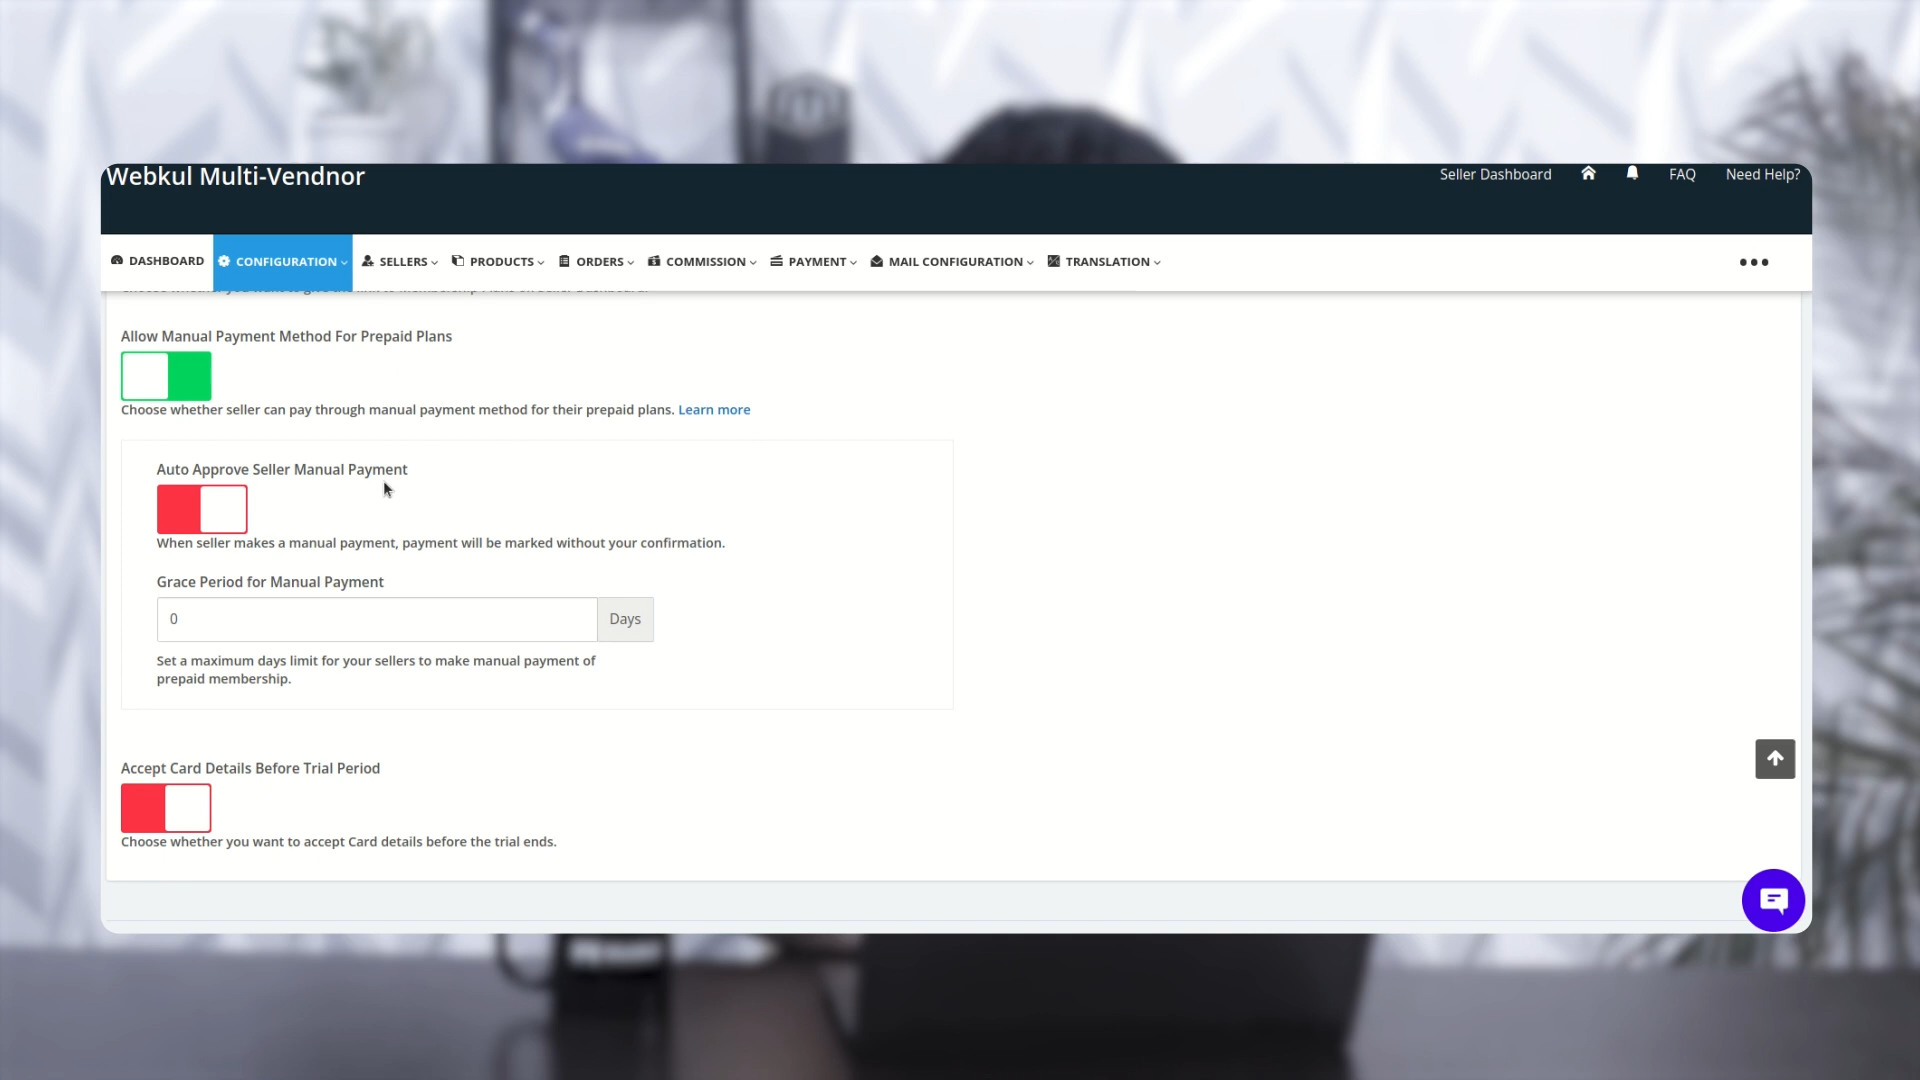 Webkul Multi-Vendnor
Seller Dashboard
FAQ
Need Help?
DASHBOARD
CONFIGURATION
SELLERS
PRODUCTS
ORDERS
COMMISSION
PAYMENT
MAIL CONFIGURATION
TRANSLATION
Allow Manual Payment Method For Prepaid Plans
Choose whether seller can pay through manual payment method for their prepaid plans. Learn more
Auto Approve Seller Manual Payment
When seller makes a manual payment, payment will be marked without your confirmation.
Grace Period for Manual Payment
0
Days
Set a maximum days limit for your sellers to make manual payment of
prepaid membership.
Accept Card Details Before Trial Period
Choose whether you want to accept Card details before the trial ends.